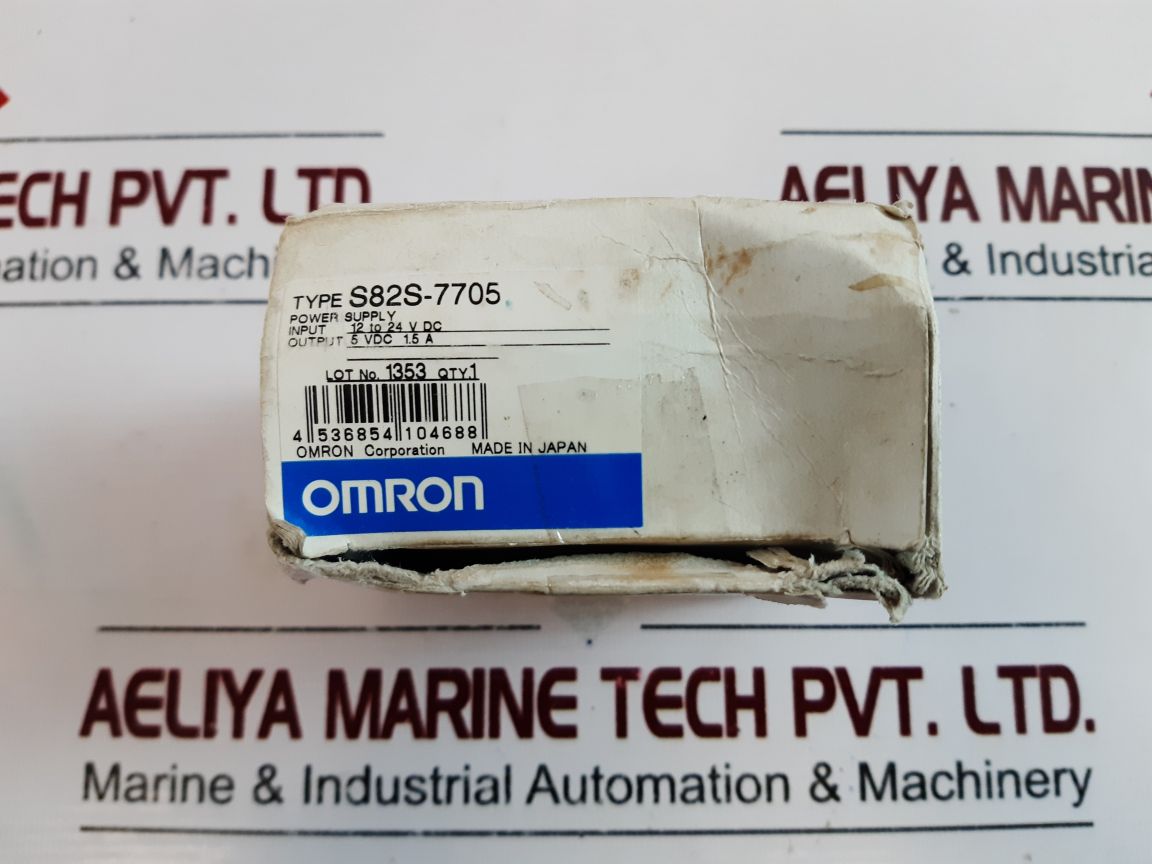 ECH PVT. LTD
ation & Machi
AELIYA MARIN
& Industria
TYPE S82S-7705
POWER SUPPLY
INPUT 12 to 24 V DC
OUTPUT 5 VDC 1.5 A
LOT No. 1353 QTY.1
4 536854 104688
OMRON Corporation MADE IN JAPAN
OMRON
AELIYA MARINE TECH PVT. LTD.
Marine & Industrial Automation & Machinery